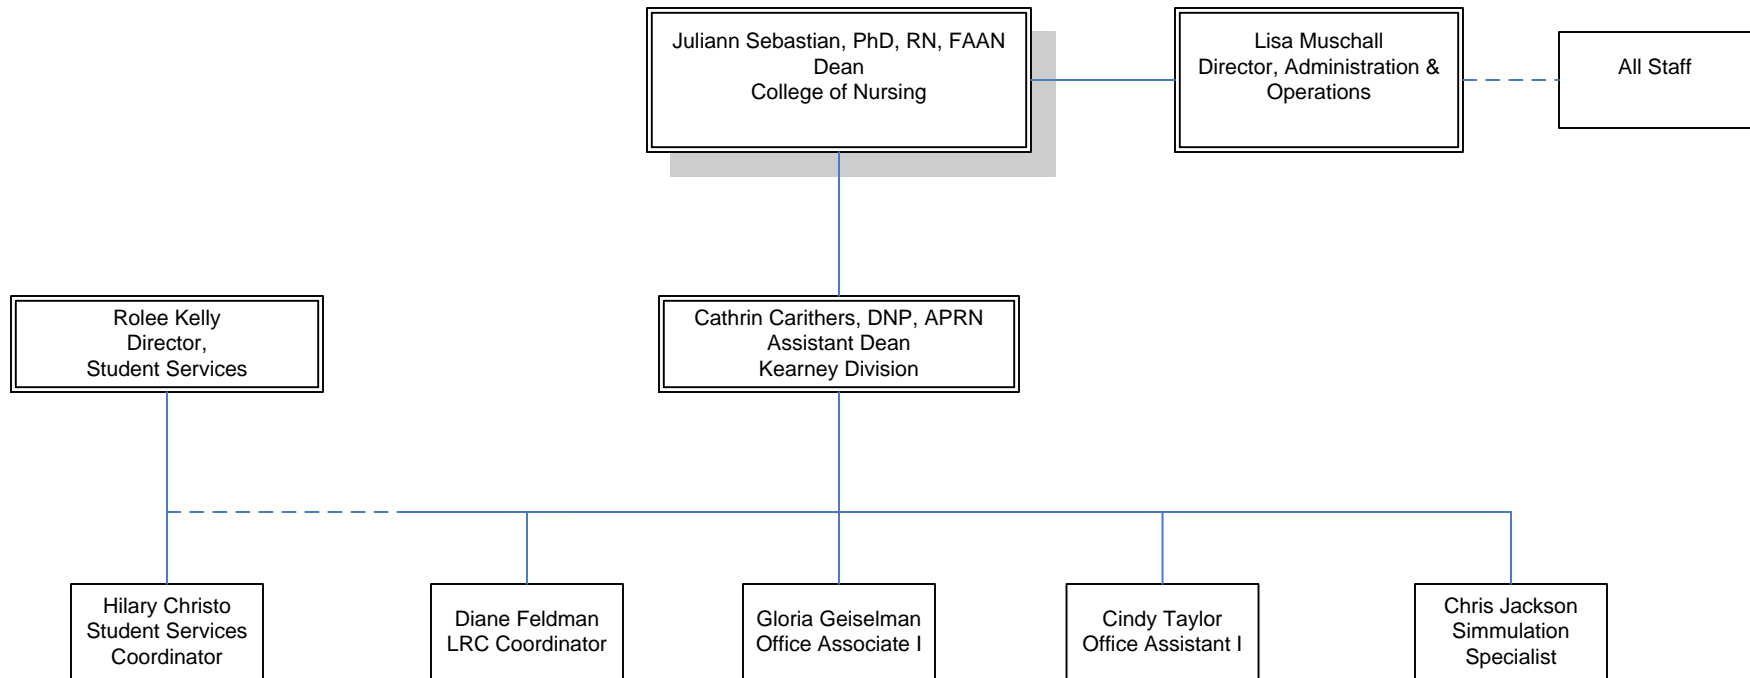 Juliann Sebastian, PhD, RN, FAAN
Dean
College of Nursing
Lisa Muschall
Director, Administration &
Operations
All Staff
Rolee Kelly
Director,
Student Services
Cathrin Carithers, DNP, APRN
Assistant Dean
Kearney Division
Hilary Christo
Student Services
Coordinator
Diane Feldman
LRC Coordinator
Gloria Geiselman
Office Associate I
Cindy Taylor
Office Assistant I
Chris Jackson
Simmulation
Specialist